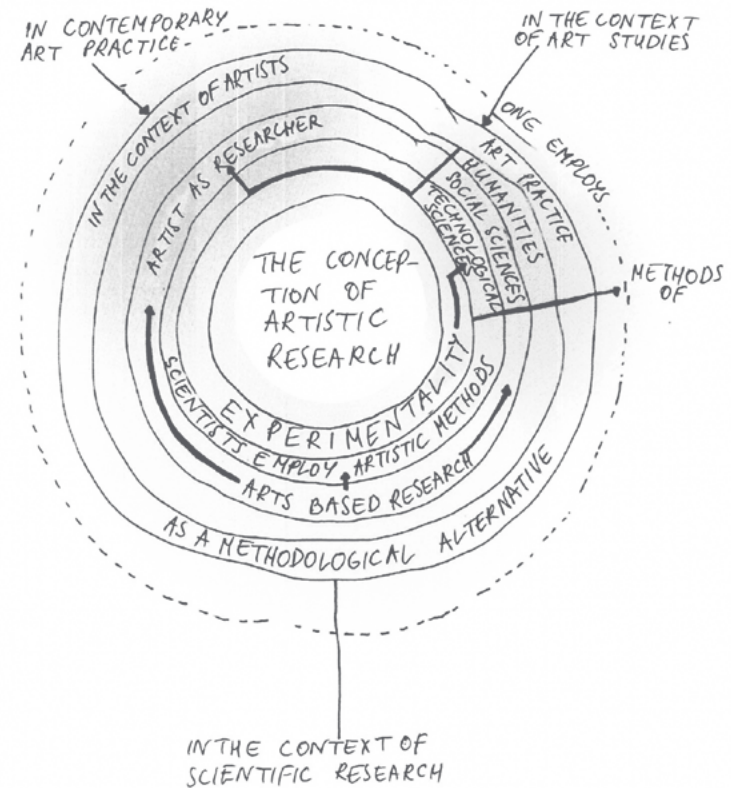 IN CONTEMPORARY
ART PRACTICE-
IN THE CONTEXT
OF ART STUDIES
ONE EMPLOYS
METHODS
OF
IN THE CONTEXT OF ARTISTS
ARTIST AS RESEARCHER
ART PRACTICE
HUMANITIES
SOCIAL SCIENCES
TECHNOLOGICAL
SCIENCES
THE CONCEP-
TION OF
ARTISTIC
RESEARCH
EXPERIMENTALITY
SCIENTISTS EMPLOY ARTISTIC METHODS
ARTS BASED RESEARCH
AS A METHODOLOGICAL ALTERNATIVE
IN THE CONTEXT OF
SCIENTIFIC RESEARCH